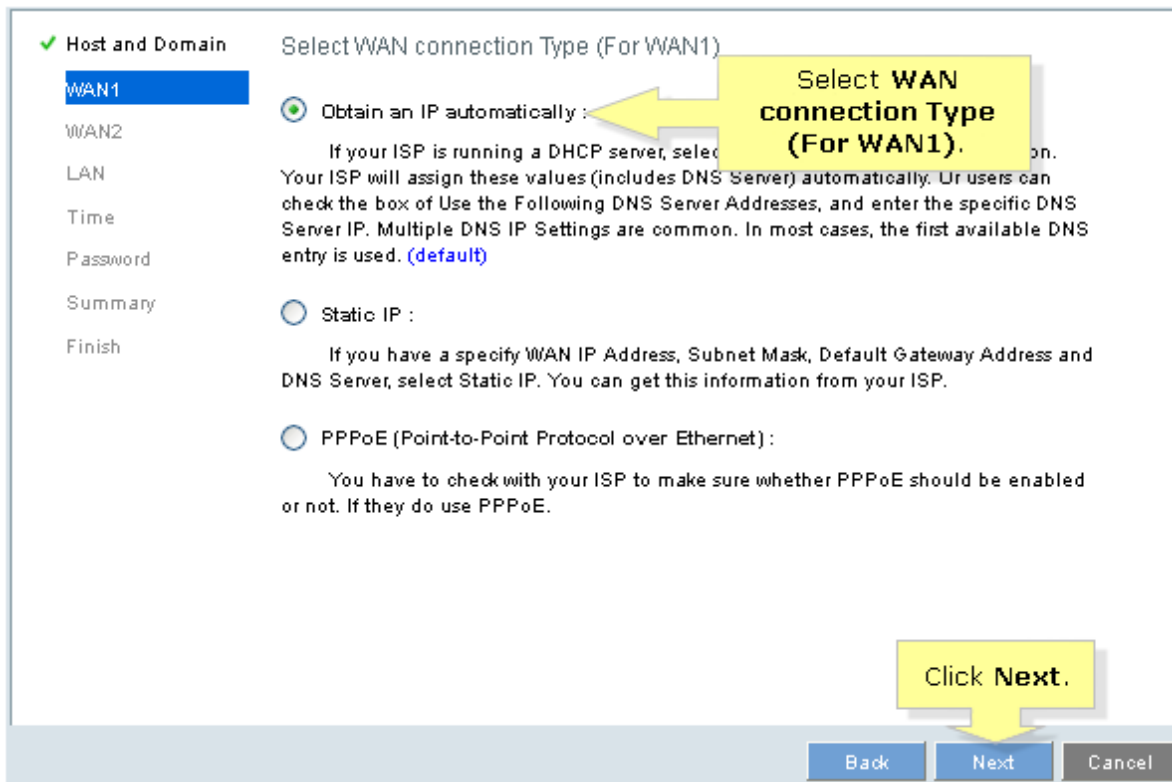 Host and Domain
WAN1
WAN2
LAN
Time
Password
Summary
Finish
Select WAN connection Type (For WAN1)
Obtain an IP automatically :
Select WAN
connection Type
(For WAN1).
If your ISP is running a DHCP server, selec on.
Your ISP will assign these values (includes DNS Server) automatically. Or users can
check the box of Use the Following DNS Server Addresses, and enter the specific DNS
Server IP. Multiple DNS IP Settings are common. In most cases, the first available DNS
entry is used. (default)
Static IP :
If you have a specify WAN IP Address, Subnet Mask, Default Gateway Address and
DNS Server, select Static IP. You can get this information from your ISP.
PPPoE (Point-to-Point Protocol over Ethernet) :
You have to check with your ISP to make sure whether PPPoE should be enabled
or not. If they do use PPPoE.
Click Next.
Back
Next
Cancel